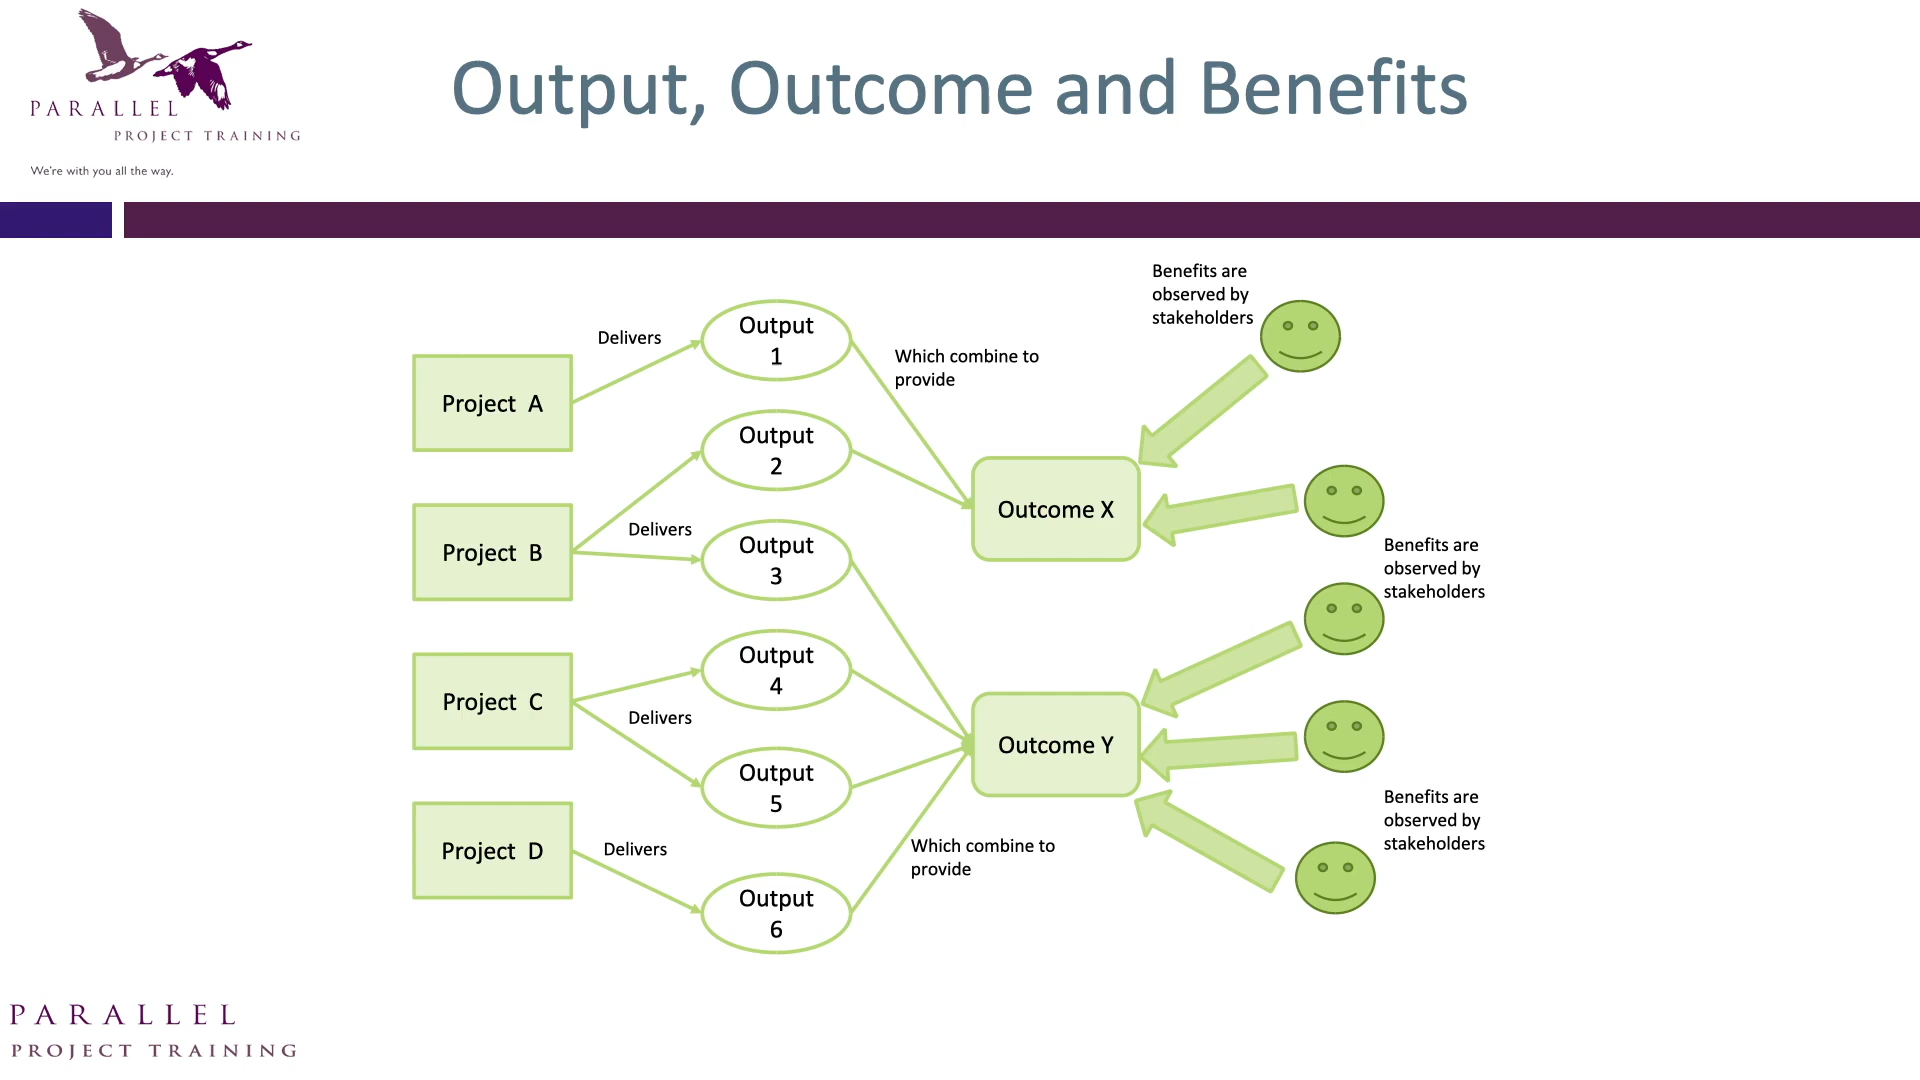 PARALLEL
PROJECT TRAINING
We're with you all the way.
Output, Outcome and Benefits
Benefits are
observed by
stakeholders
Delivers
Output
1
Which combine to
provide
Project A
Output
2
Outcome X
Project B
Delivers
Output
3
Benefits are
observed by
stakeholders
Output
4
Project C
Delivers
Outcome Y
Output
5
Benefits are
observed by
stakeholders
Project D
Delivers
Which combine to
provide
Output
6
PARALLEL
PROJECT TRAINING